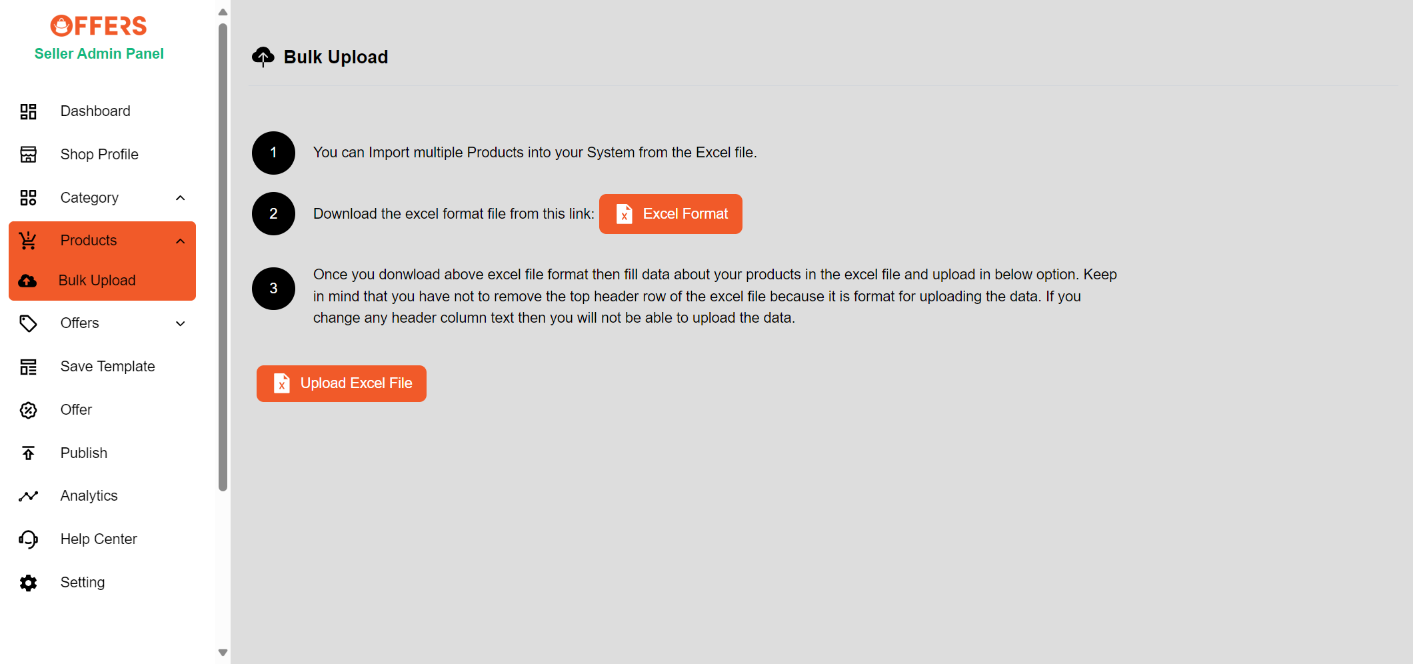 OFFERS
Seller Admin Panel
Dashboard
Shop Profile
Category
Products
Bulk Upload
Offers
Save Template
Offer
Publish
Analytics
Help Center
Setting
Bulk Upload
1
You can Import multiple Products into your System from the Excel file.
2
Download the excel format file from this link:
Excel Format
3
Once you donwload above excel file format then fill data about your products in the excel file and upload in below option. Keep
in mind that you have not to remove the top header row of the excel file because it is format for uploading the data. If you
change any header column text then you will not be able to upload the data.
Upload Excel File